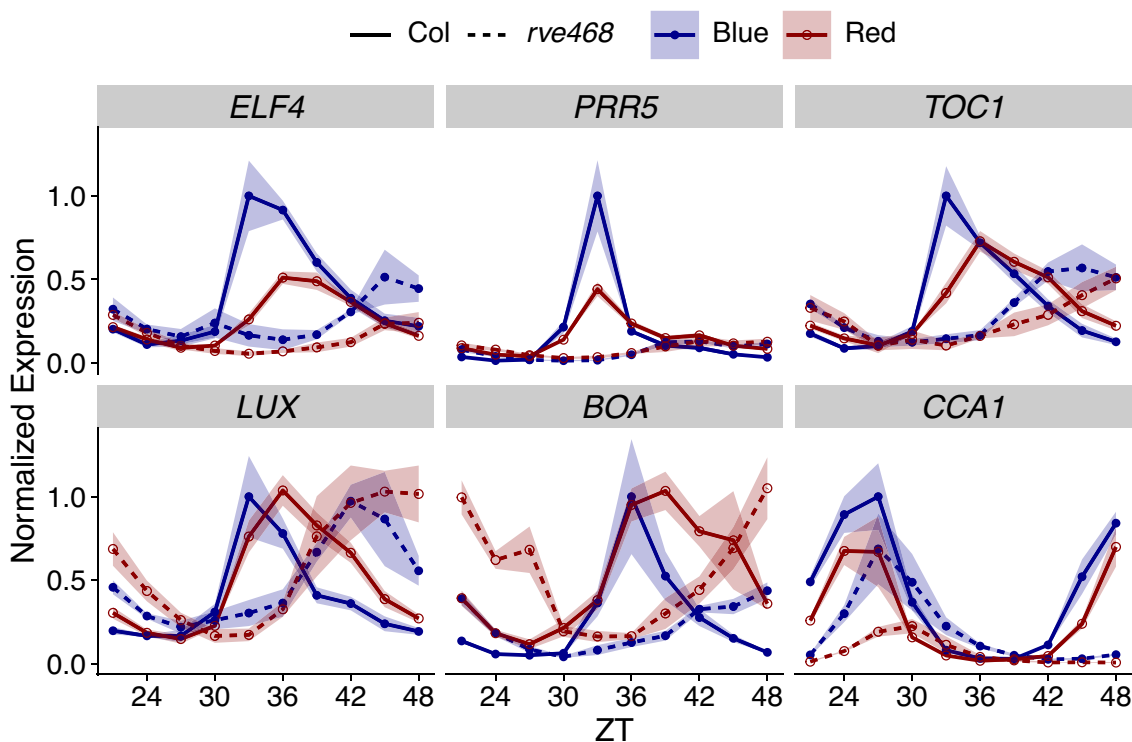 Col rve468 Blue Red
ELF4 PRR5 TOC1
1.0
0.5
0.0
LUX BOA CCA1
1.0
0.5
0.0
24 30 36 42 48 24 30 36 42 48 24 30 36 42 48
ZT
Normalized Expression